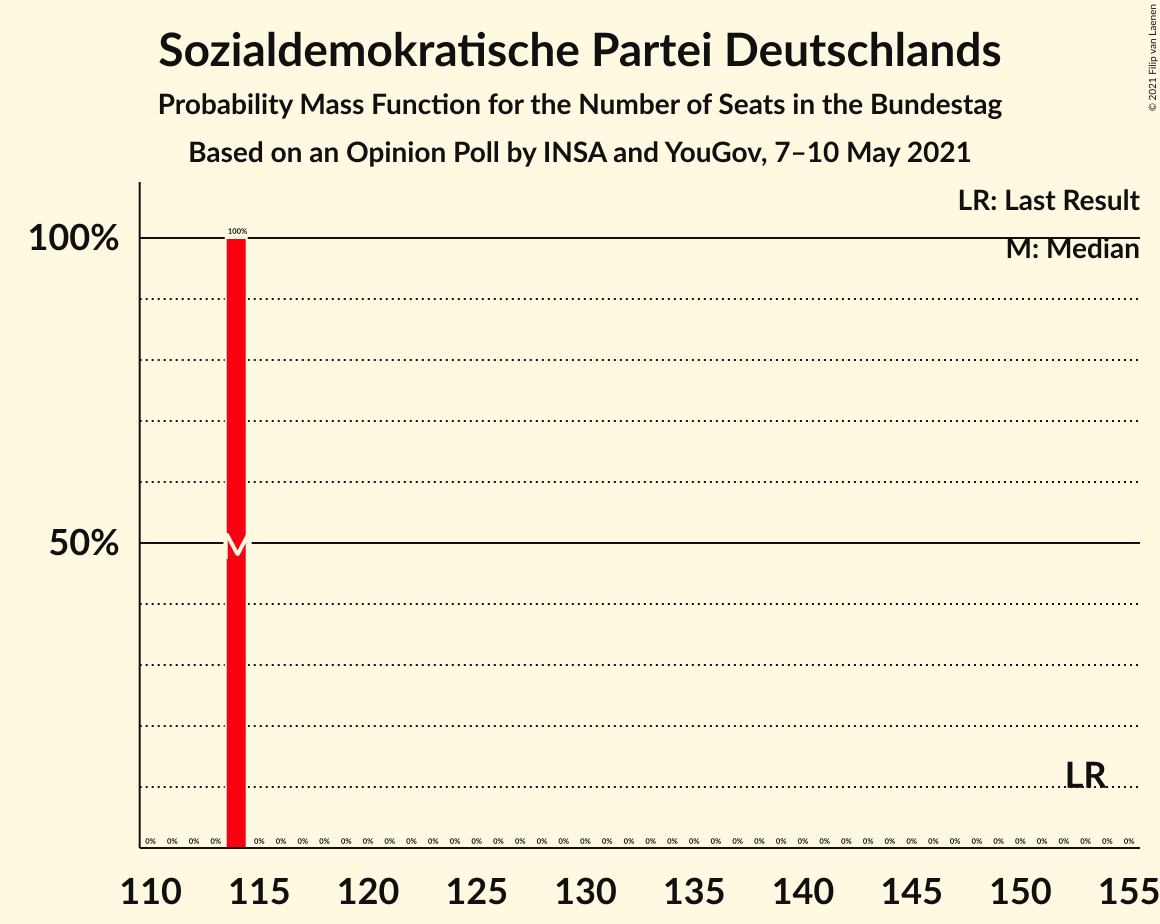 Sozialdemokratische Partei Deutschlands
Probability Mass Function for the Number of Seats in the Bundestag
Based on an Opinion Poll by INSA and YouGov, 7–10 May 2021
© 2021 Filip van Laenen
LR: Last Result
M: Median
100%
50%
100%
M
LR
0% 0% 0% 0% 0% 0% 0% 0% 0% 0% 0% 0% 0% 0% 0% 0% 0% 0% 0% 0% 0% 0% 0% 0% 0% 0% 0% 0% 0% 0% 0% 0% 0% 0% 0% 0% 0% 0% 0% 0% 0% 0% 0% 0% 0%
110 115 120 125 130 135 140 145 150 155